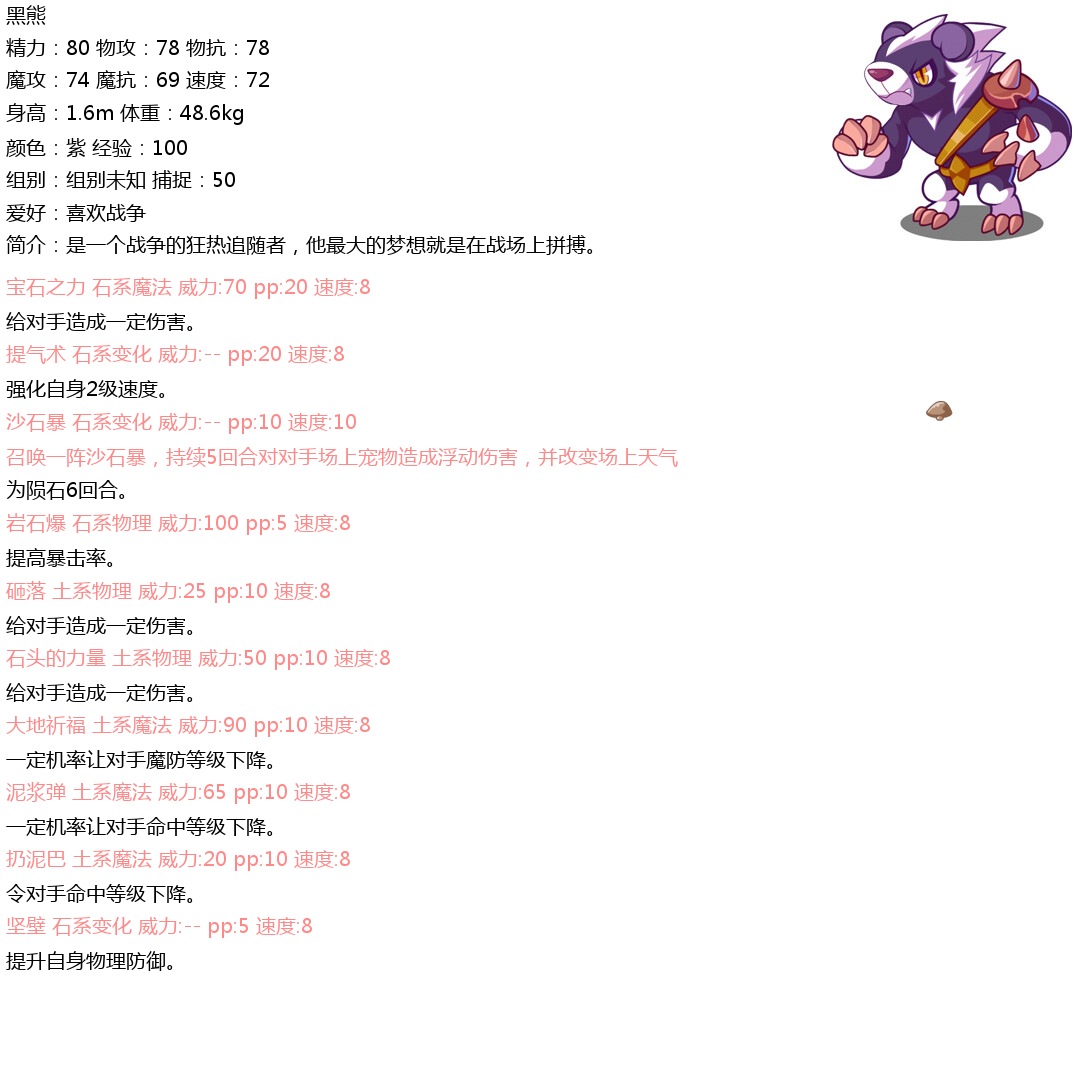 黑熊
精力：80 物攻：78 物抗：78
魔攻：74 魔抗：69 速度：72
身高：1.6m 体重：48.6kg
颜色：紫 经验：100
组别：组别未知 捕捉：50
爱好：喜欢战争
简介：是一个战争的狂热追随者，他最大的梦想就是在战场上拼搏。
宝石之力 石系魔法 威力:70 pp:20 速度:8
给对手造成一定伤害。
提气术 石系变化 威力:-- pp:20 速度:8
强化自身2级速度。
沙石暴 石系变化 威力:-- pp:10 速度:10
召唤一阵沙石暴，持续5回合对对手场上宠物造成浮动伤害，并改变场上天气
为陨石6回合。
岩石爆 石系物理 威力:100 pp:5 速度:8
提高暴击率。
砸落 土系物理 威力:25 pp:10 速度:8
给对手造成一定伤害。
石头的力量 土系物理 威力:50 pp:10 速度:8
给对手造成一定伤害。
大地祈福 土系魔法 威力:90 pp:10 速度:8
一定机率让对手魔防等级下降。
泥浆弹 土系魔法 威力:65 pp:10 速度:8
一定机率让对手命中等级下降。
扔泥巴 土系魔法 威力:20 pp:10 速度:8
令对手命中等级下降。
坚壁 石系变化 威力:-- pp:5 速度:8
提升自身物理防御。